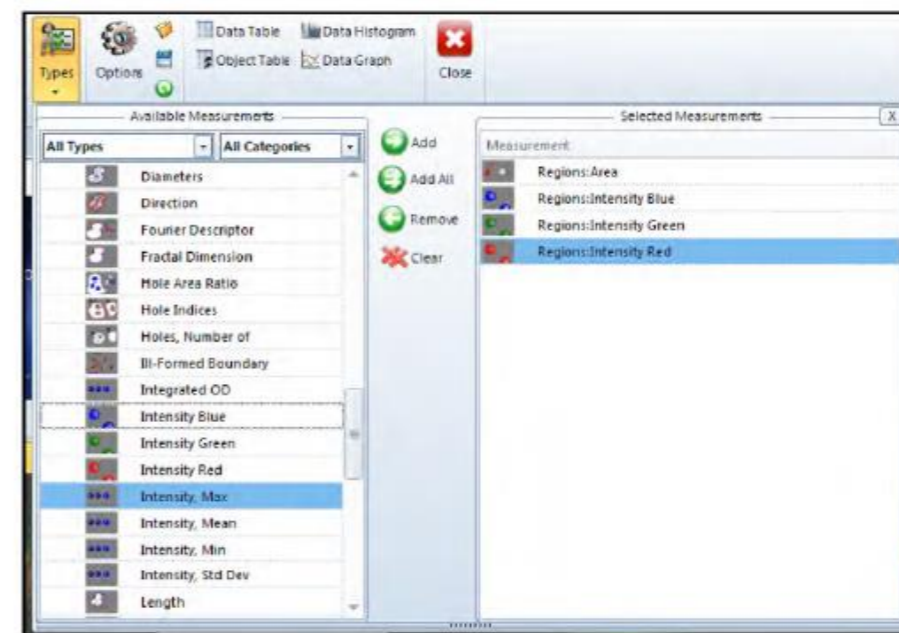 Types
Options
Data Table
Data Histogram
Object Table
Data Graph
Close
Available Measurements
All Types
All Categories
Diameters
Direction
Fourier Descriptor
Fractal Dimension
Hole Area Ratio
Hole Indices
Holes, Number of
Ill-Formed Boundary
Integrated OD
Intensity Blue
Intensity Green
Intensity Red
Intensity, Max
Intensity, Mean
Intensity, Min
Intensity, Std Dev
Length
Add
Add All
Remove
Clear
Selected Measurements
X
Measurement
Regions:Area
Regions:Intensity Blue
Regions:Intensity Green
Regions:Intensity Red